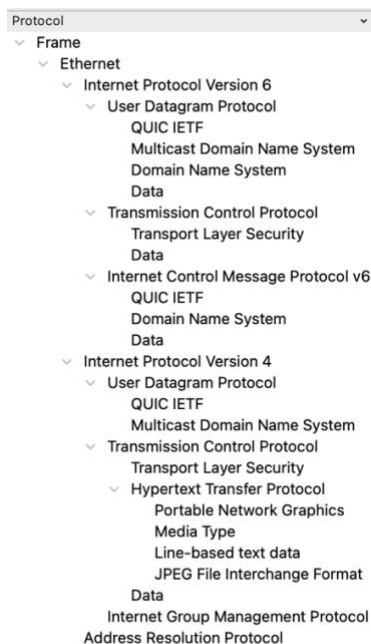 Protocol
Frame
Ethernet
Internet Protocol Version 6
User Datagram Protocol
QUIC IETF
Multicast Domain Name System
Domain Name System
Data
Transmission Control Protocol
Transport Layer Security
Data
Internet Control Message Protocol v6
QUIC IETF
Domain Name System
Data
Internet Protocol Version 4
User Datagram Protocol
QUIC IETF
Multicast Domain Name System
Transmission Control Protocol
Transport Layer Security
Hypertext Transfer Protocol
Portable Network Graphics
Media Type
Line-based text data
JPEG File Interchange Format
Data
Internet Group Management Protocol
Address Resolution Protocol